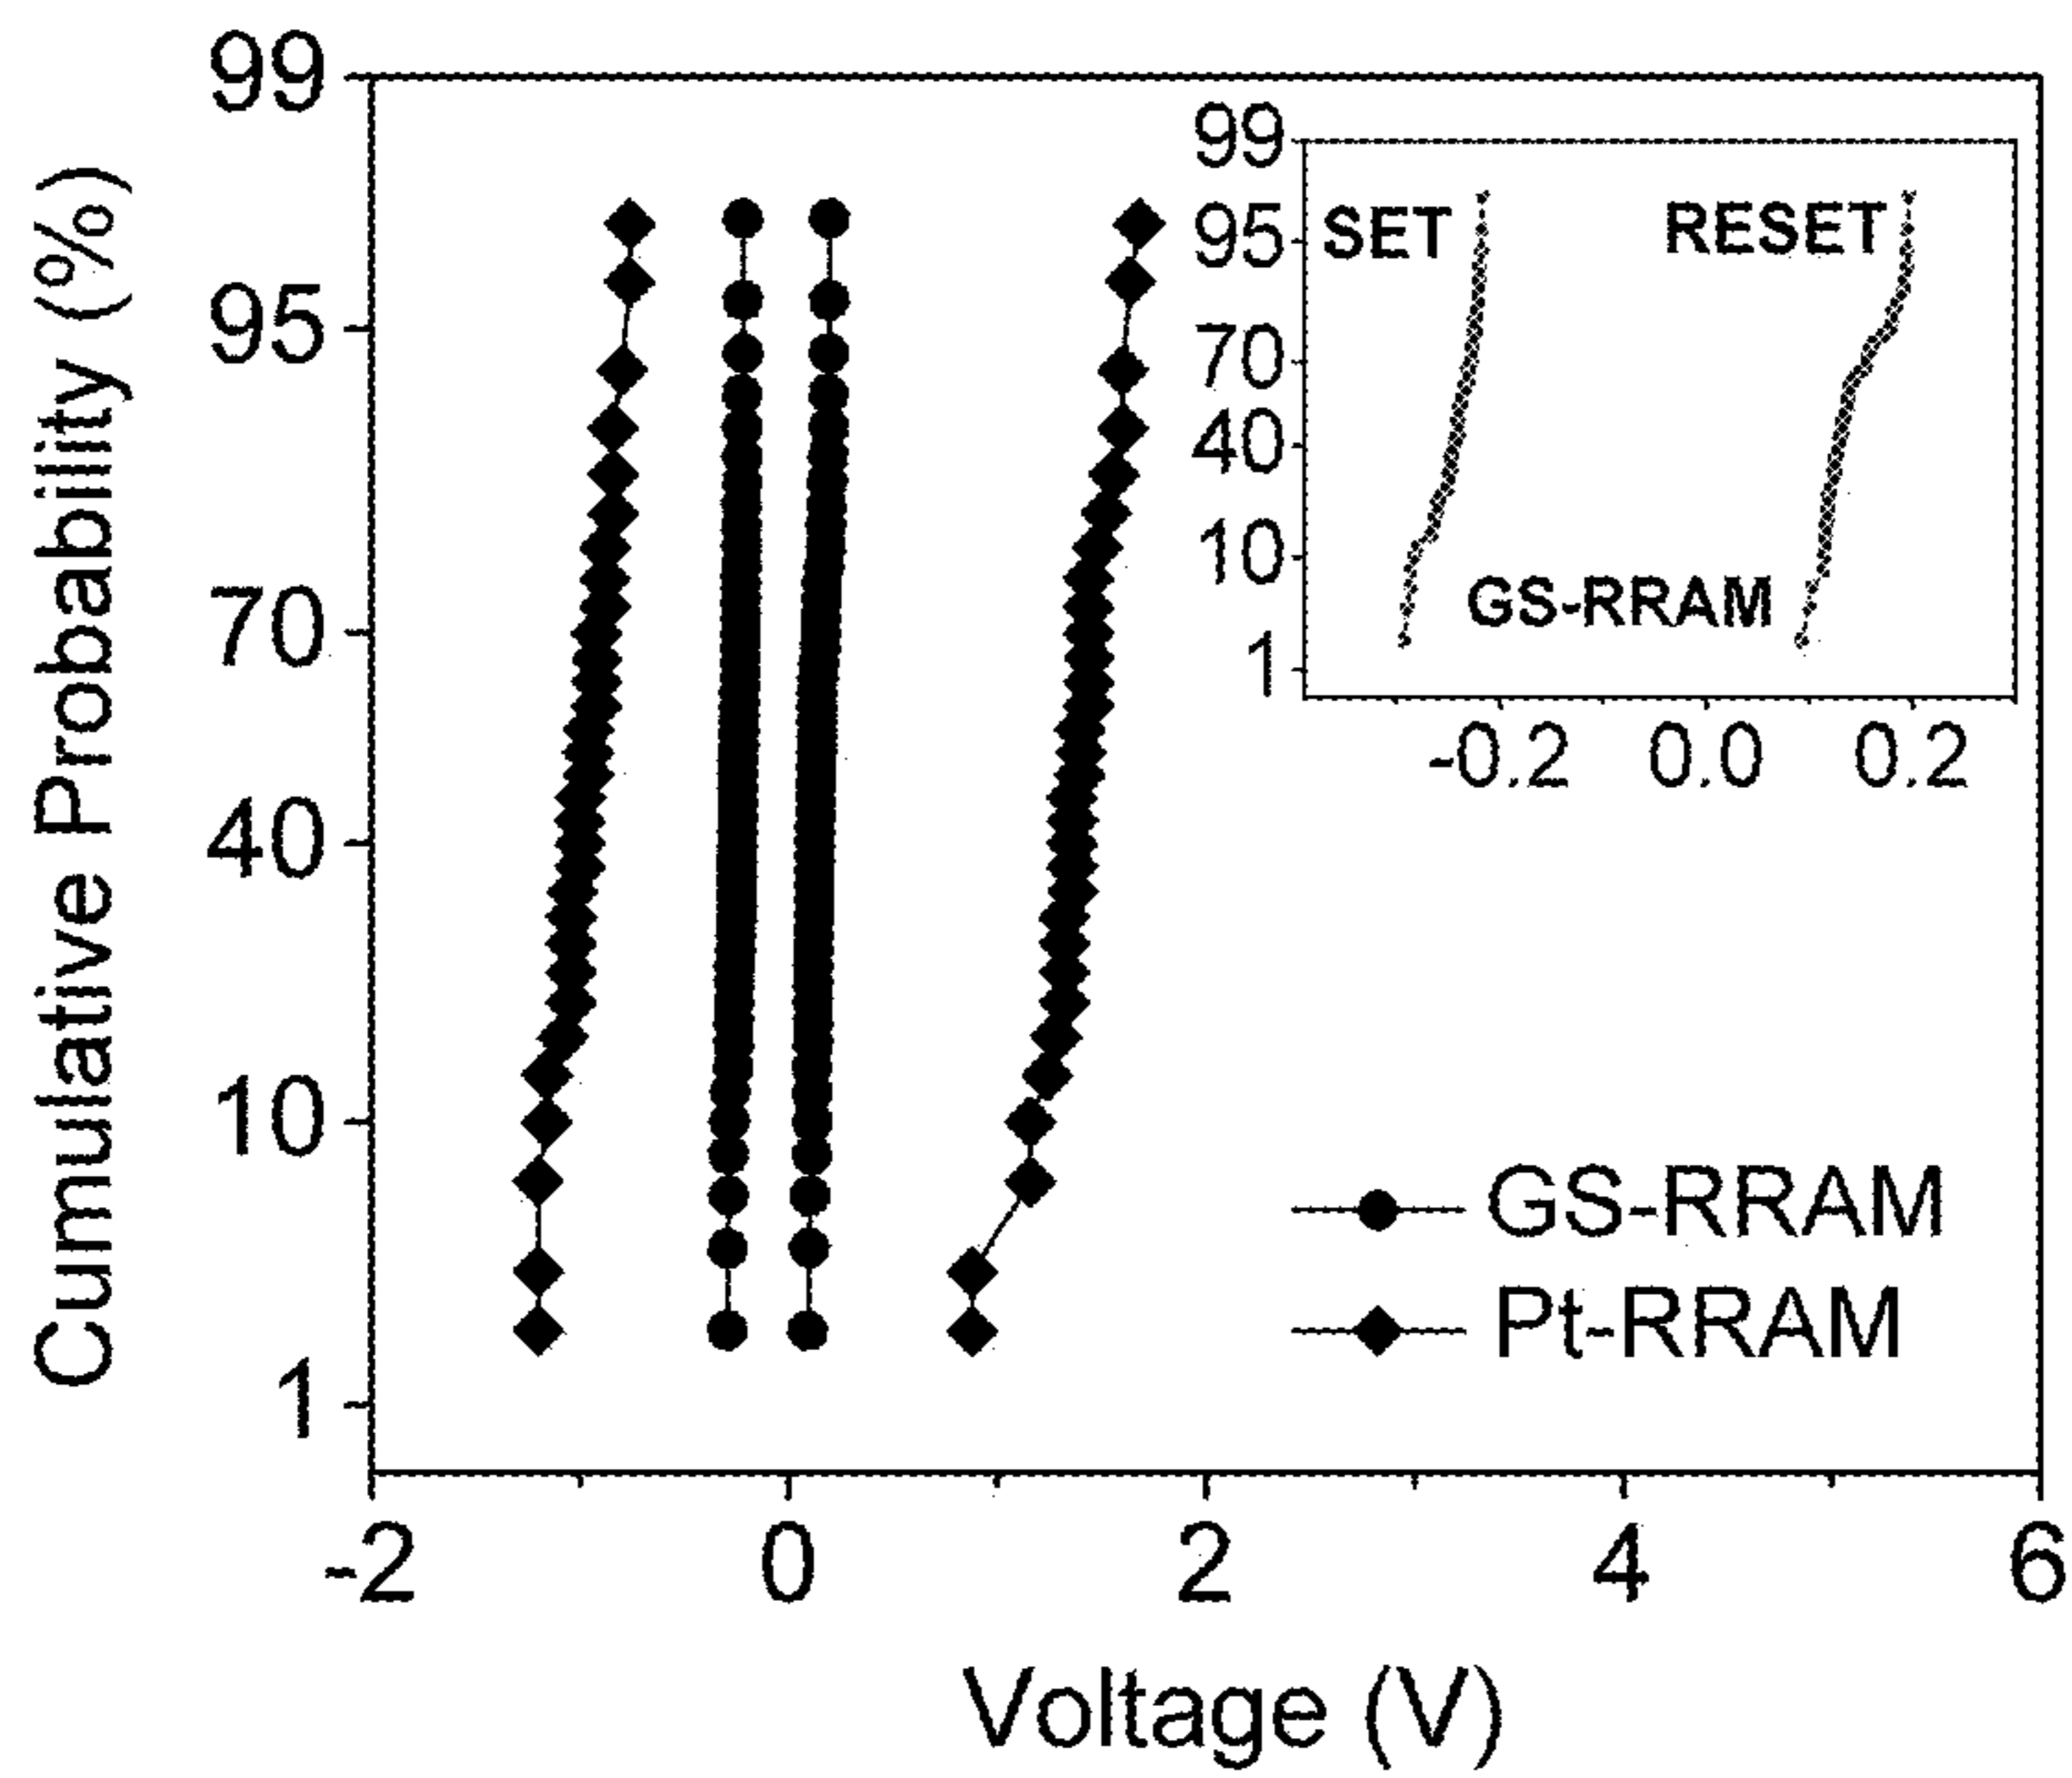 Cumulative Probability (%)
99
95
70
40
10
1
99
95
70
40
10
1
SET
RESET
GS-RRAM
-0.2 0.0 0.2
GS-RRAM
Pt-RRAM
-2 0 2 4 6
Voltage (V)